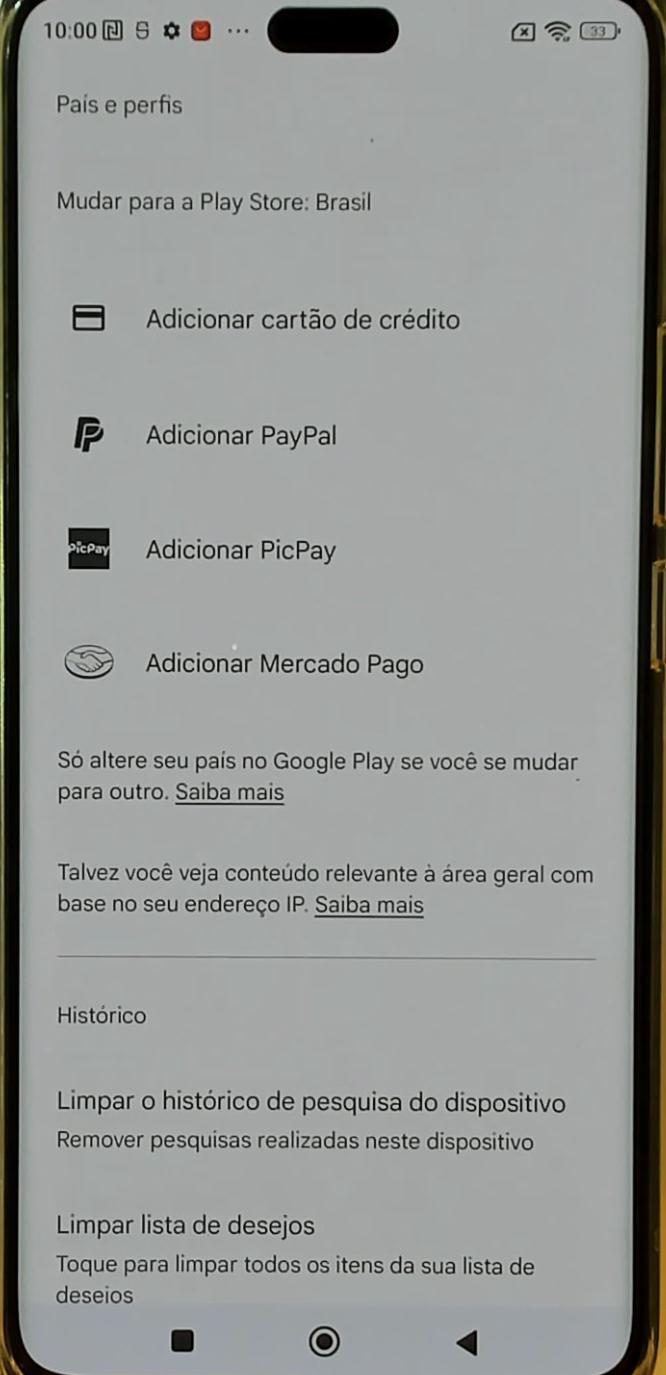 10:00
33
País e perfis
Mudar para a Play Store: Brasil
Adicionar cartão de crédito
Adicionar PayPal
PicPay
Adicionar PicPay
Adicionar Mercado Pago
Só altere seu país no Google Play se você se mudar
para outro. Saiba mais
Talvez você veja conteúdo relevante à área geral com
base no seu endereço IP. Saiba mais
Histórico
Limpar o histórico de pesquisa do dispositivo
Remover pesquisas realizadas neste dispositivo
Limpar lista de desejos
Toque para limpar todos os itens da sua lista de
desejos